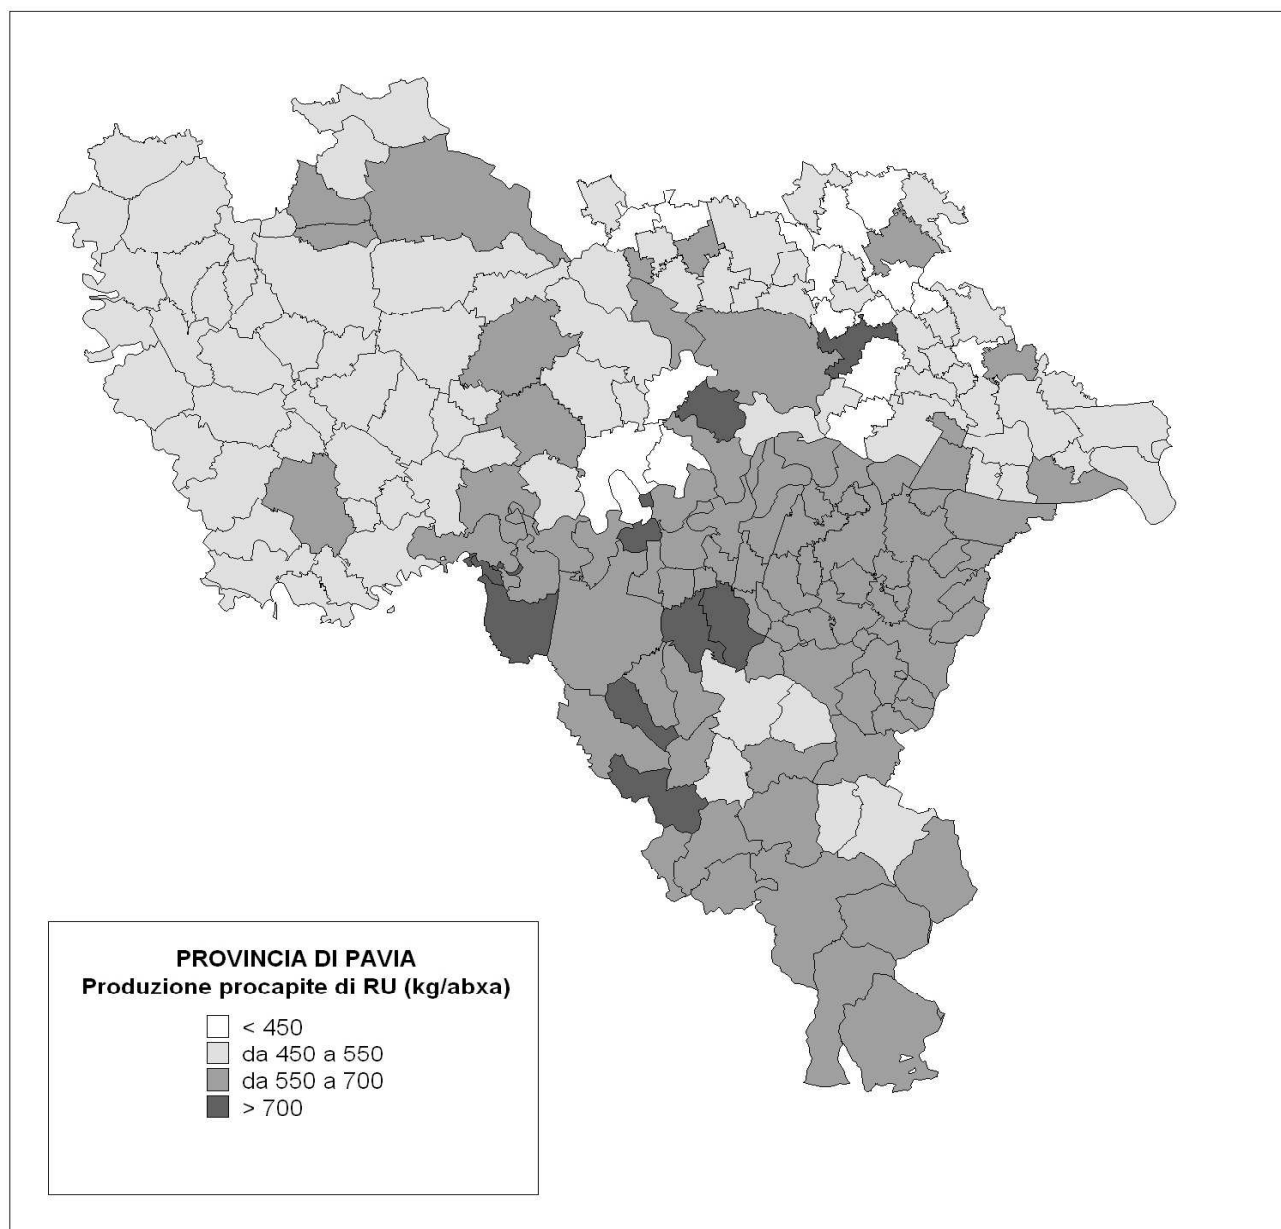 PROVINCIA DI PAVIA
Produzione procapite di RU (kg/abxa)
< 450
da 450 a 550
da 550 a 700
> 700